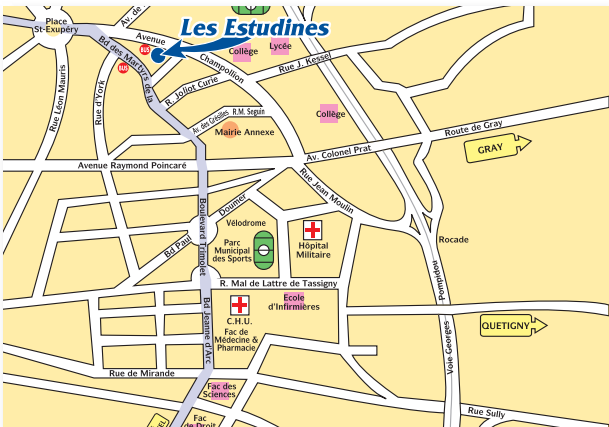 Place
St-Exupéry
Av. de
Avenue
Champollion
Les Estudines
BUS
BUS
Bd des Martyrs de la
Collège
Lycée
Rue J. Kessel
R. Joliot Curie
Rue Léon Mauris
Rue d'York
Av. des Grésilles
R.M. Seguin
Mairie Annexe
Collège
Route de Gray
GRAY
Av. Colonel Prat
Avenue Raymond Poincaré
Rue Jean Moulin
Boulevard Trimolet
Doumer
Bd Paul
Vélodrome
Parc
Municipal
des Sports
Hôpital
Militaire
Rocade
R. Mal de Lattre de Tassigny
Ecole
d'Infirmières
C.H.U.
Fac de
Médecine &
Pharmacie
Bd Jeanne d'Arc
Voie Georges
Pompidou
QUETIGNY
Rue de Mirande
Fac des
Sciences
Fac
de Droit
Rue Sully